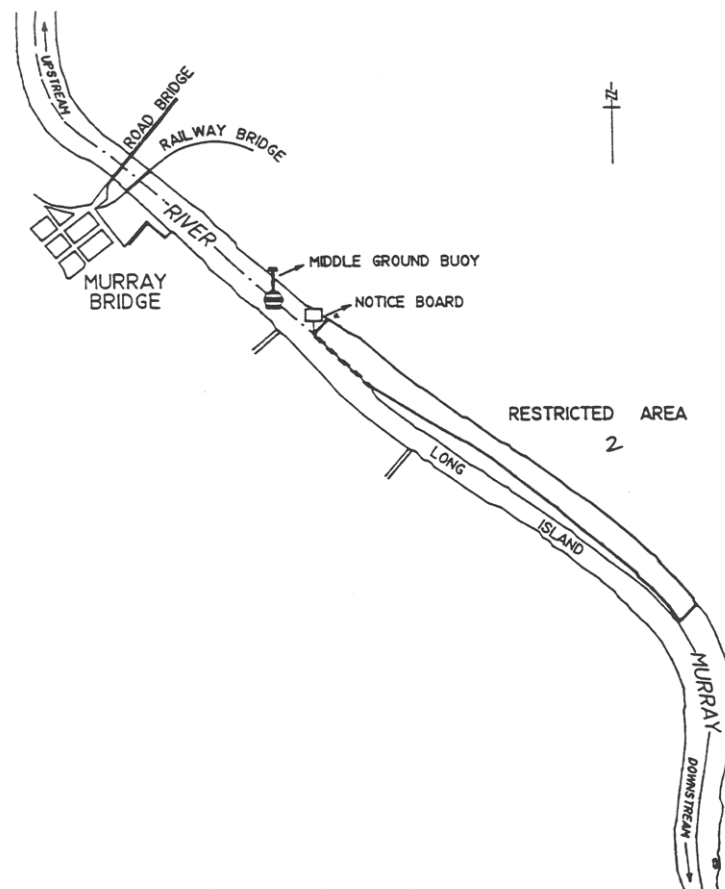 UPSTREAM
ROAD BRIDGE
RAILWAY BRIDGE
N
RIVER
MIDDLE GROUND BUOY
MURRAY
BRIDGE
NOTICE BOARD
RESTRICTED AREA
2
LONG
ISLAND
MURRAY
DOWNSTREAM